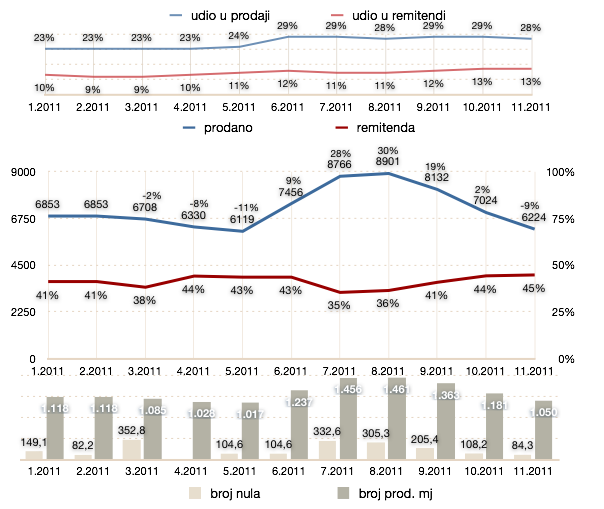 udio u prodaji udio u remitendi
23% 23% 23% 23% 24% 29% 29% 28% 29% 29% 28%
10% 9% 9% 10% 11% 12% 11% 11% 12% 13% 13%
1.2011 2.2011 3.2011 4.2011 5.2011 6.2011 7.2011 8.2011 9.2011 10.2011 11.2011
prodano remitenda
-2% -8% -11% 9% 28% 30% 19% 2% -9%
6853 6853 6708 6330 6119 7456 8766 8901 8132 7024 6224
9000 100%
6750 75%
4500 50%
2250 25%
0 0%
41% 41% 38% 44% 43% 43% 35% 36% 41% 44% 45%
1.2011 2.2011 3.2011 4.2011 5.2011 6.2011 7.2011 8.2011 9.2011 10.2011 11.2011
1.118 1.118 1.085 1.028 1.017 1.237 1.456 1.461 1.363 1.181 1.050
149,1 82,2 352,8 104,6 104,6 332,6 305,3 205,4 108,2 84,3
1.2011 2.2011 3.2011 4.2011 5.2011 6.2011 7.2011 8.2011 9.2011 10.2011 11.2011
broj nula broj prod. mj